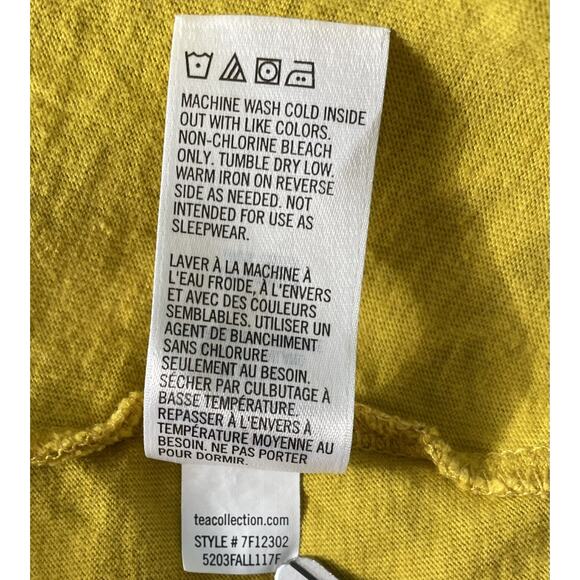 MACHINE WASH COLD INSIDE
OUT WITH LIKE COLORS.
NON-CHLORINE BLEACH
ONLY. TUMBLE DRY LOW.
WARM IRON ON REVERSE
SIDE AS NEEDED. NOT
INTENDED FOR USE AS
SLEEPWEAR.
LAVER À LA MACHINE À
L'EAU FROIDE, À L'ENVERS
ET AVEC DES COULEURS
SEMBLABLES. UTILISER UN
AGENT DE BLANCHIMENT
SANS CHLORURE
SEULEMENT AU BESOIN.
SÉCHER PAR CULBUTAGE À
BASSE TEMPÉRATURE.
REPASSER À L'ENVERS À
TEMPÉRATURE MOYENNE AU
BESOIN. NE PAS PORTER
POUR DORMIR.
teacollection.com
STYLE # 7F12302
5203FALL117F